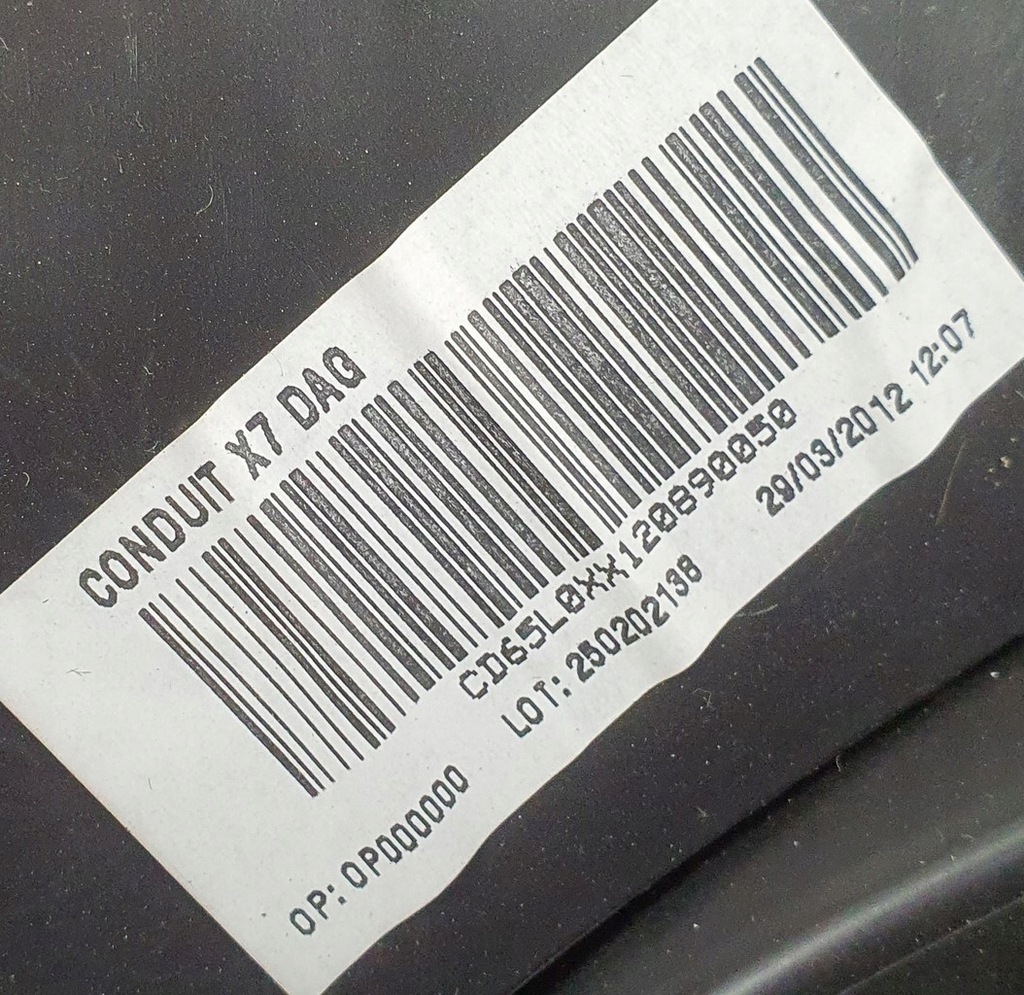 CONDUIT X7 DAG
CD65L0XX120890050
LOT: 250202138
29/03/2012 12:07
OP: OP000000